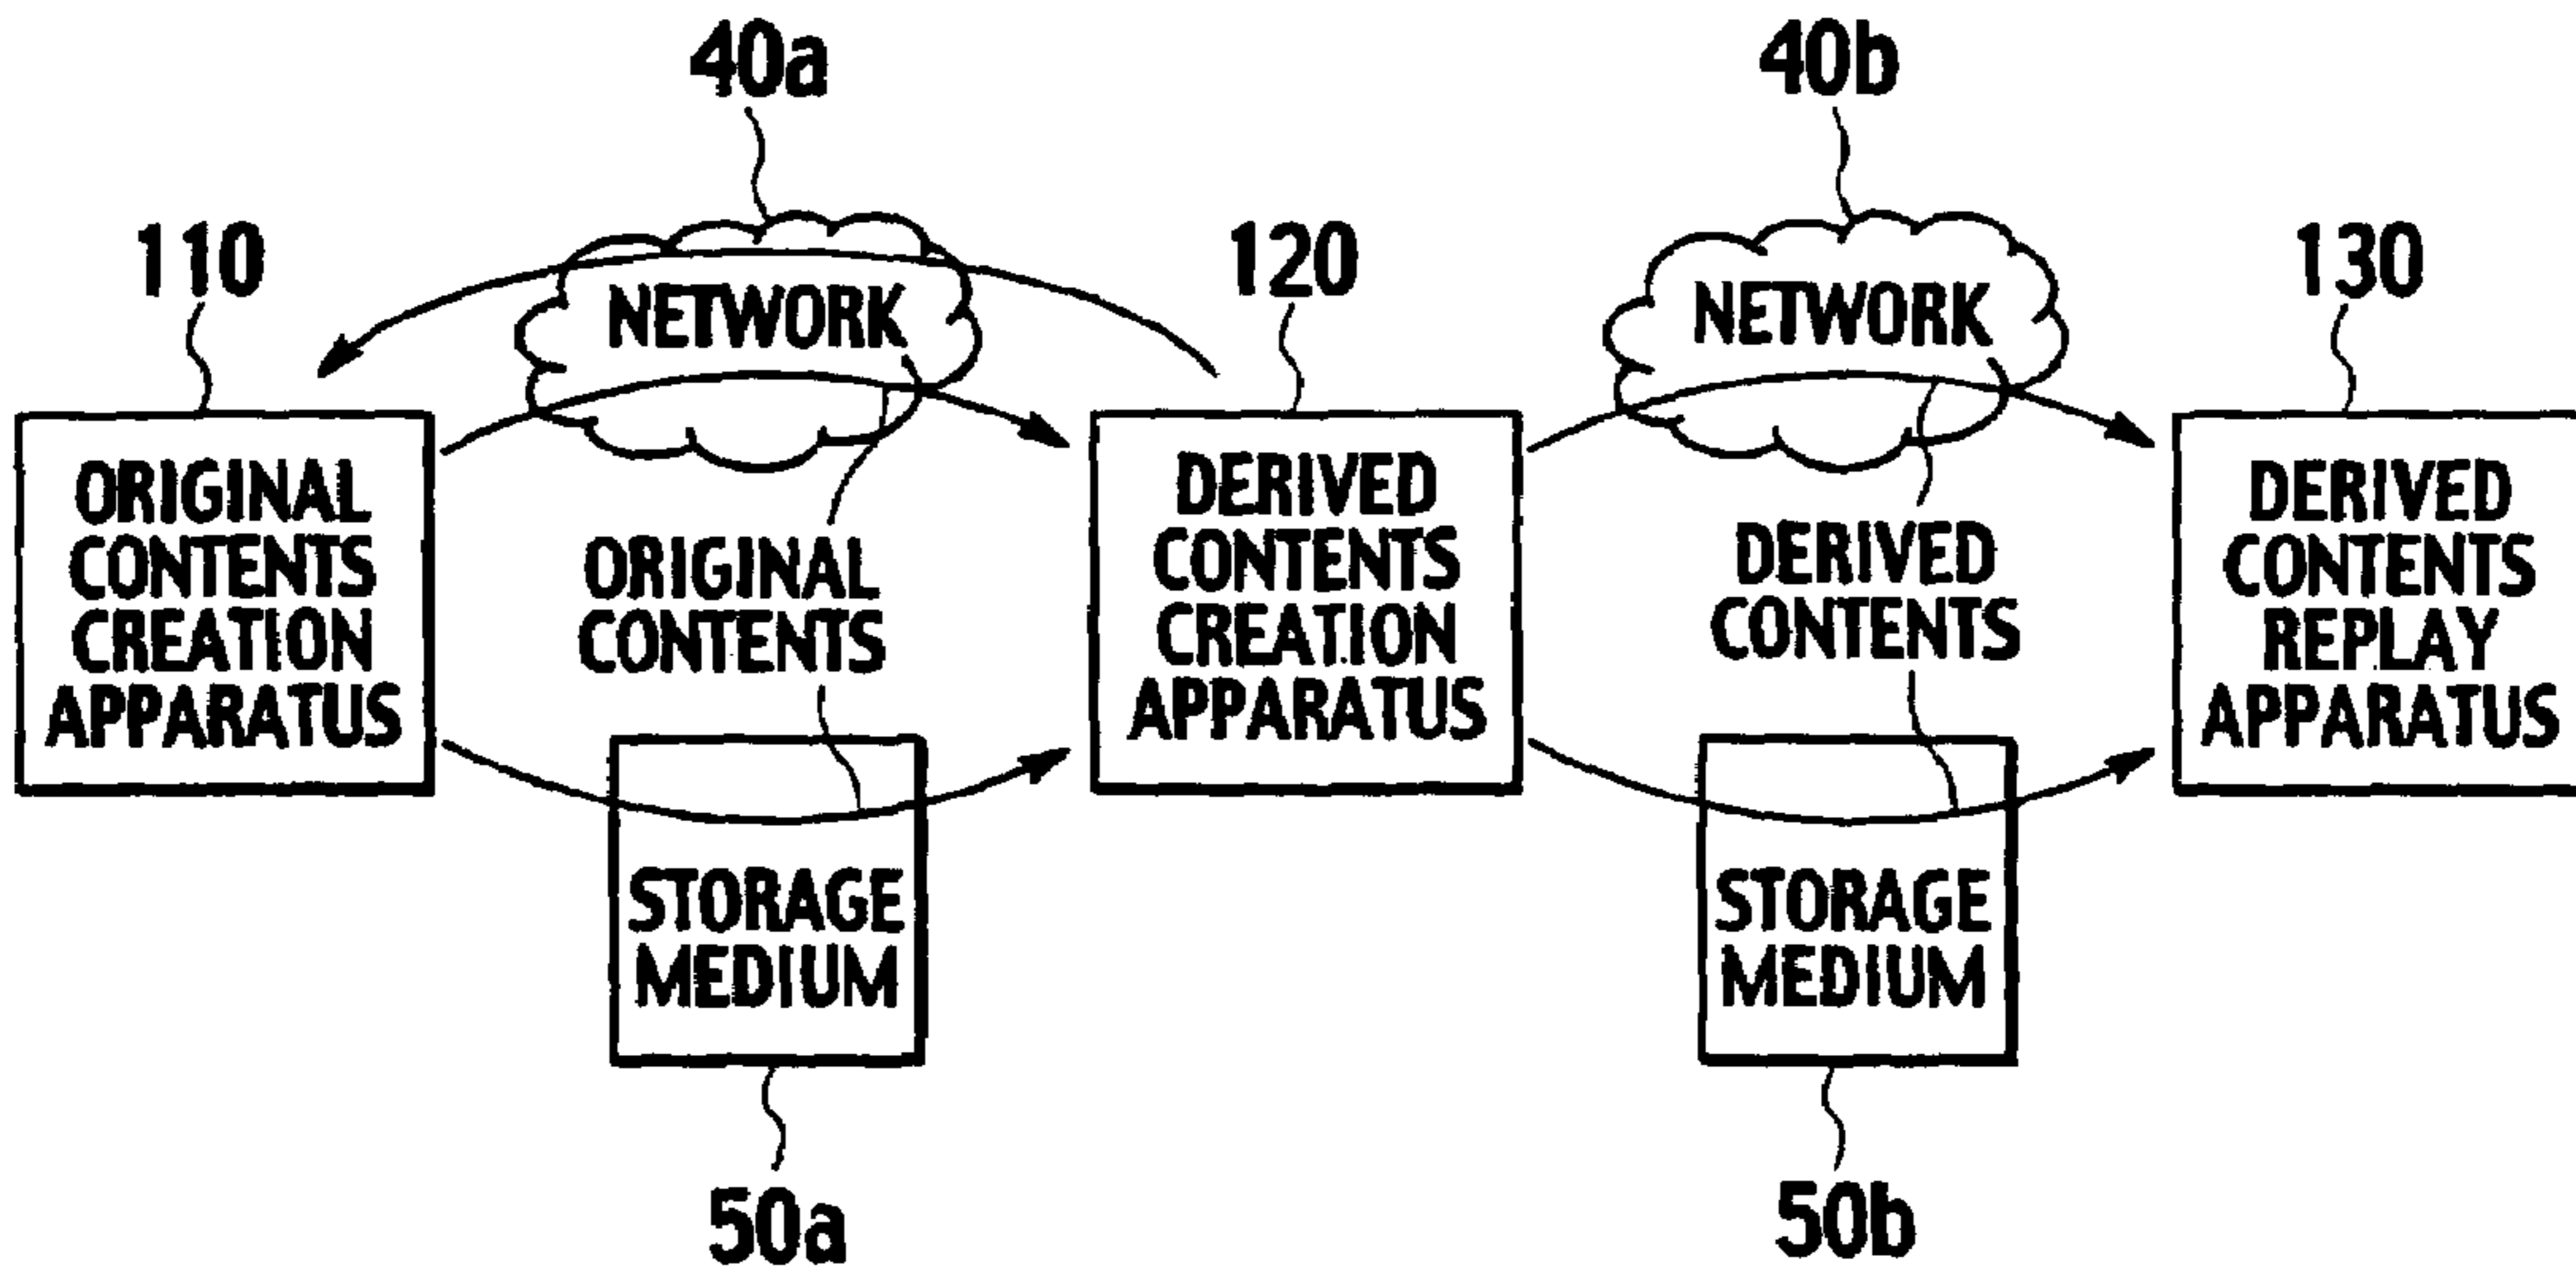 40a
40b
110
NETWORK
120
NETWORK
130
ORIGINAL
CONTENTS
CREATION
APPARATUS
ORIGINAL
CONTENTS
DERIVED
CONTENTS
CREATION
APPARATUS
DERIVED
CONTENTS
DERIVED
CONTENTS
REPLAY
APPARATUS
STORAGE
MEDIUM
STORAGE
MEDIUM
50a
50b